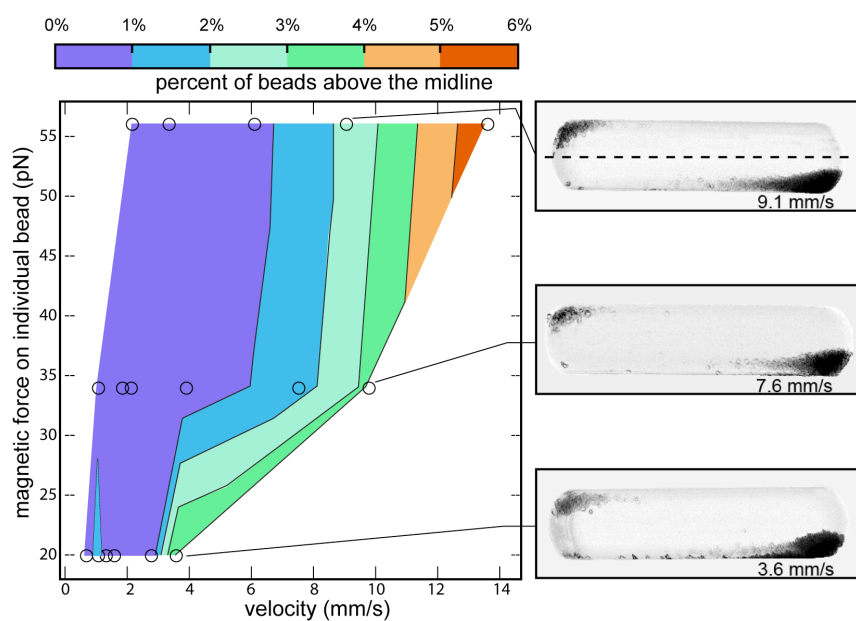 0% 1% 2% 3% 4% 5% 6%
percent of beads above the midline
magnetic force on individual bead (pN)
55
50
45
40
35
30
25
20
0 2 4 6 8 10 12 14
velocity (mm/s)
9.1 mm/s
7.6 mm/s
3.6 mm/s